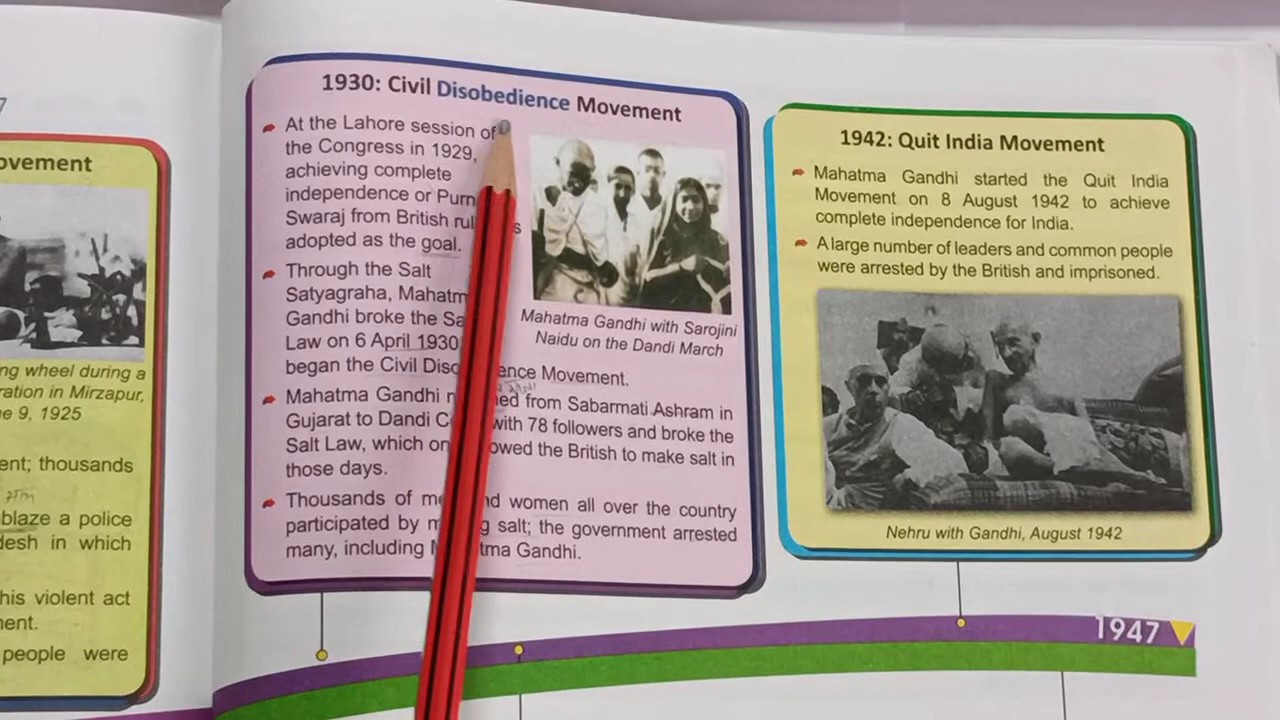 7
ovement
ng wheel during a
ration in Mirzapur,
e 9, 1925
ent; thousands
blaze a police
desh in which
his violent act
ent.
people were
1930: Civil Disobedience Movement
At the Lahore session of
the Congress in 1929,
achieving complete
independence or Purn
Swaraj from British rul s
adopted as the goal.
Through the Salt
Satyagraha, Mahatm
Gandhi broke the Sa
Law on 6 April 1930
began the Civil Diso ence Movement.
Mahatma Gandhi m ed from Sabarmati Ashram in
Gujarat to Dandi C with 78 followers and broke the
Salt Law, which on owed the British to make salt in
those days.
Thousands of me nd women all over the country
participated by m g salt; the government arrested
many, including M tma Gandhi.
Mahatma Gandhi with Sarojini
Naidu on the Dandi March
1942: Quit India Movement
Mahatma Gandhi started the Quit India
Movement on 8 August 1942 to achieve
complete independence for India.
A large number of leaders and common people
were arrested by the British and imprisoned.
Nehru with Gandhi, August 1942
1947